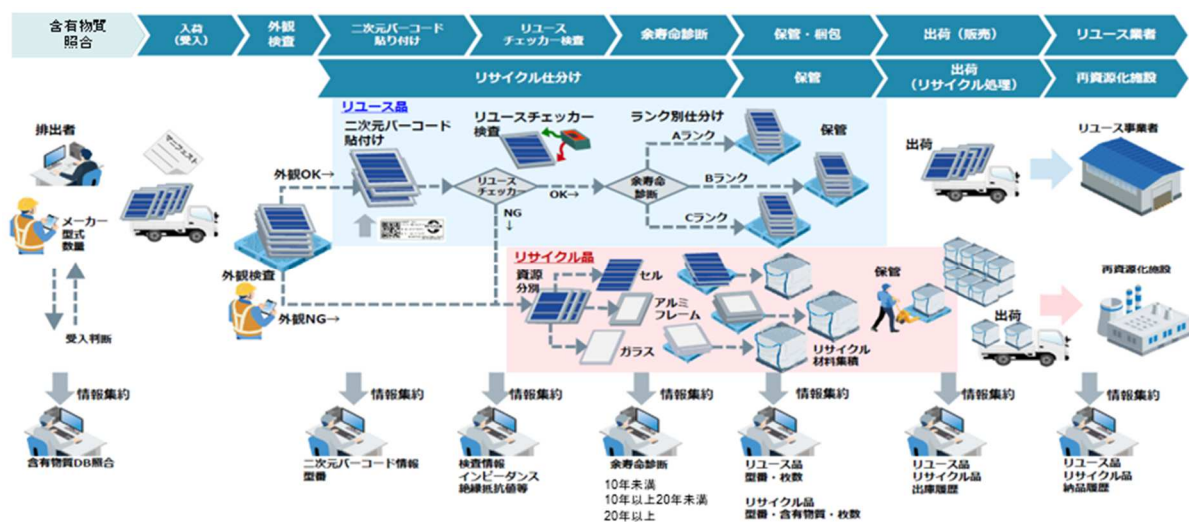 含有物質
照合
入荷
(受入)
外観
検査
二次元バーコード
貼り付け
リユース
チェッカー検査
余寿命診断
保管・梱包
出荷（販売）
リユース業者
リサイクル仕分け
保管
出荷
（リサイクル処理）
再資源化施設
リユース品
排出者
マニフェスト
メーカー
型式
数量
受入判断
外観OK→
外観検査
外観NG→
二次元バーコード
貼付け
リユースチェッカー
検査
リユース
チェッカー
OK→
NG
↓
ランク別仕分け
余寿命
診断
Aランク
Bランク
Cランク
保管
出荷
リユース事業者
リサイクル品
資源
分別
セル
アルミ
フレーム
ガラス
リサイクル
材料集積
保管
出荷
再資源化施設
情報集約
情報集約
情報集約
情報集約
情報集約
情報集約
情報集約
含有物質DB照合
二次元バーコード情報
型番
検査情報
インピーダンス
絶縁抵抗値等
余寿命診断
10年未満
10年以上20年未満
20年以上
リユース品
型番・枚数
リサイクル品
型番・含有物質・枚数
リユース品
リサイクル品
出庫履歴
リユース品
リサイクル品
納品履歴